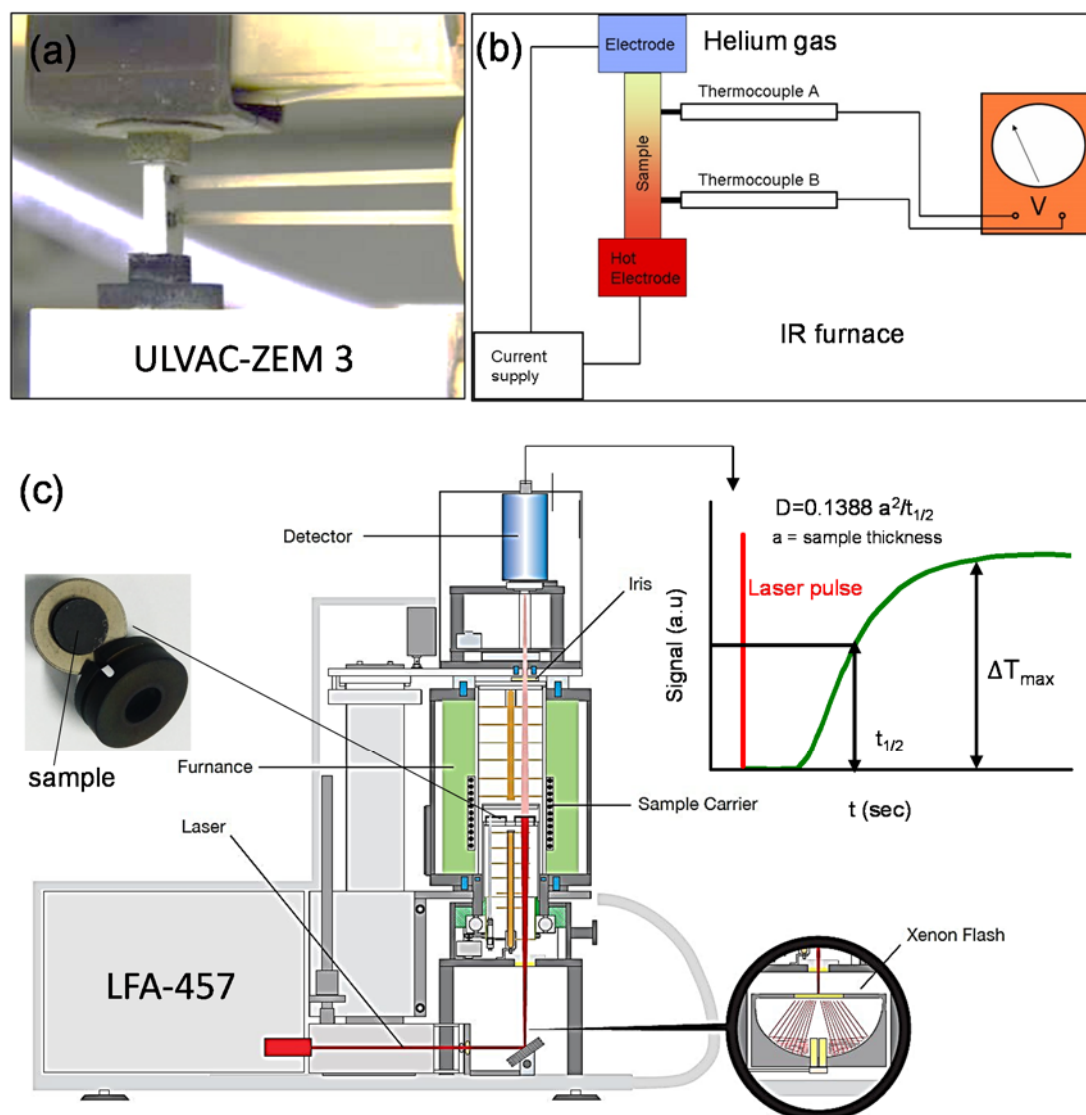 (a)
ULVAC-ZEM 3
(b)
Electrode
Helium gas
Thermocouple A
Sample
Thermocouple B
V
Hot
Electrode
IR furnace
Current
supply
(c)
Detector
Iris
sample
Furnance
Sample Carrier
Laser
LFA-457
Xenon Flash
D=0.1388 a²/t₁/₂
a = sample thickness
Laser pulse
Signal (a.u)
ΔTmax
t₁/₂
t (sec)